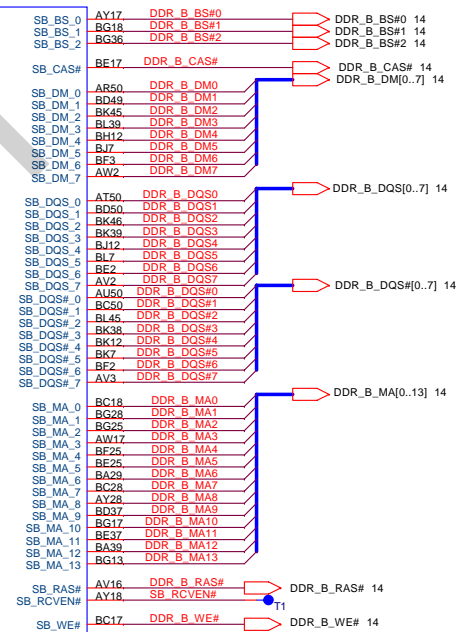 SB_BS_0 AY17 DDR_B_BS#0 DDR_B_BS#0 14
SB_BS_1 BG18 DDR_B_BS#1 DDR_B_BS#1 14
SB_BS_2 BG36 DDR_B_BS#2 DDR_B_BS#2 14
SB_CAS# BE17 DDR_B_CAS# DDR_B_CAS# 14
DDR_B_DM[0..7] 14
SB_DM_0 AR50 DDR_B_DM0
SB_DM_1 BD49 DDR_B_DM1
SB_DM_2 BK45 DDR_B_DM2
SB_DM_3 BL39 DDR_B_DM3
SB_DM_4 BH12 DDR_B_DM4
SB_DM_5 BJ7 DDR_B_DM5
SB_DM_6 BF3 DDR_B_DM6
SB_DM_7 AW2 DDR_B_DM7
DDR_B_DQS[0..7] 14
SB_DQS_0 AT50 DDR_B_DQS0
SB_DQS_1 BD50 DDR_B_DQS1
SB_DQS_2 BK46 DDR_B_DQS2
SB_DQS_3 BK39 DDR_B_DQS3
SB_DQS_4 BJ12 DDR_B_DQS4
SB_DQS_5 BL7 DDR_B_DQS5
SB_DQS_6 BE2 DDR_B_DQS6
SB_DQS_7 AV2 DDR_B_DQS7 DDR_B_DQS#[0..7] 14
SB_DQS#_0 AU50 DDR_B_DQS#0
SB_DQS#_1 BC50 DDR_B_DQS#1
SB_DQS#_2 BL45 DDR_B_DQS#2
SB_DQS#_3 BK38 DDR_B_DQS#3
SB_DQS#_4 BK12 DDR_B_DQS#4
SB_DQS#_5 BK7 DDR_B_DQS#5
SB_DQS#_6 BF2 DDR_B_DQS#6
SB_DQS#_7 AV3 DDR_B_DQS#7
DDR_B_MA[0..13] 14
SB_MA_0 BC18 DDR_B_MA0
SB_MA_1 BG28 DDR_B_MA1
SB_MA_2 BG25 DDR_B_MA2
SB_MA_3 AW17 DDR_B_MA3
SB_MA_4 BF25 DDR_B_MA4
SB_MA_5 BE25 DDR_B_MA5
SB_MA_6 BA29 DDR_B_MA6
SB_MA_7 BC28 DDR_B_MA7
SB_MA_8 AY28 DDR_B_MA8
SB_MA_9 BD37 DDR_B_MA9
SB_MA_10 BG17 DDR_B_MA10
SB_MA_11 BE37 DDR_B_MA11
SB_MA_12 BA39 DDR_B_MA12
SB_MA_13 BG13 DDR_B_MA13
SB_RAS# AV16 DDR_B_RAS# DDR_B_RAS# 14
SB_RCVEN# AY18 SB_RCVEN# T1
SB_WE# BC17 DDR_B_WE# DDR_B_WE# 14